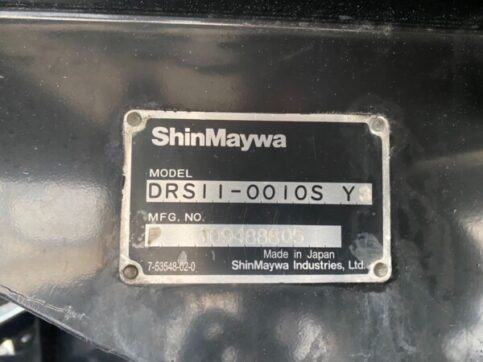 ShinMaywa
MODEL
DRS11-0010S Y
MFG. NO.
7-53548-02-0
Made in Japan
ShinMaywa Industries, Ltd.